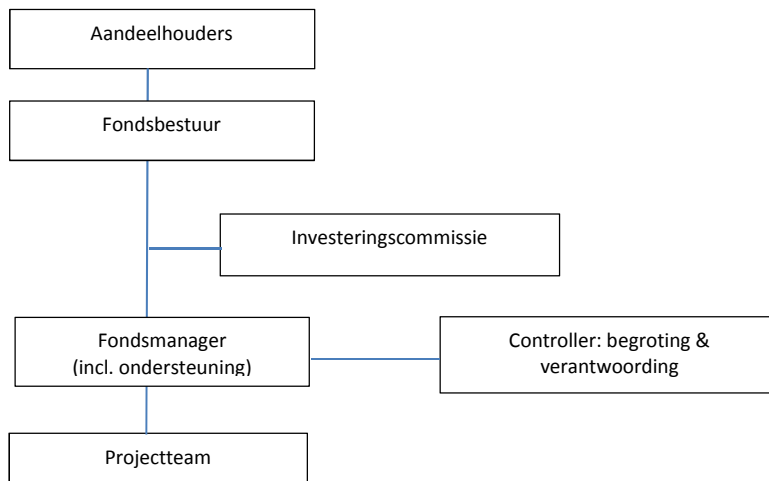 Aandeelhouders
Fondsbestuur
Investeringscommissie
Fondsmanager
(incl. ondersteuning)
Controller: begroting &
verantwoording
Projectteam